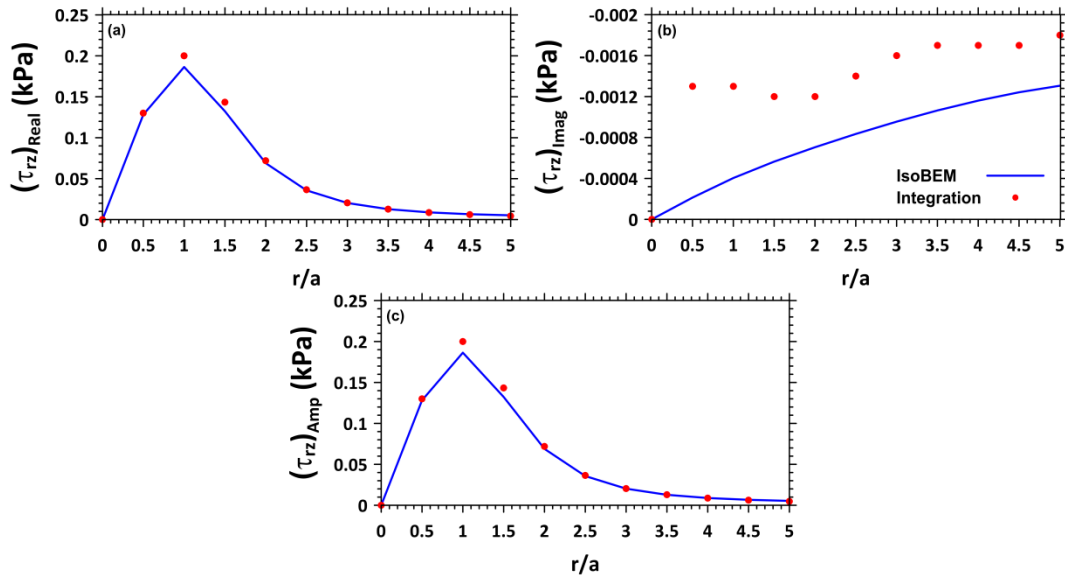 (a)
(τrz)Real (kPa)
0.25
0.2
0.15
0.1
0.05
0
0 0.5 1 1.5 2 2.5 3 3.5 4 4.5 5
r/a
(b)
(τrz)Imag (kPa)
-0.002
-0.0016
-0.0012
-0.0008
-0.0004
0
IsoBEM
Integration
0 0.5 1 1.5 2 2.5 3 3.5 4 4.5 5
r/a
(c)
(τrz)Amp (kPa)
0.25
0.2
0.15
0.1
0.05
0
0 0.5 1 1.5 2 2.5 3 3.5 4 4.5 5
r/a